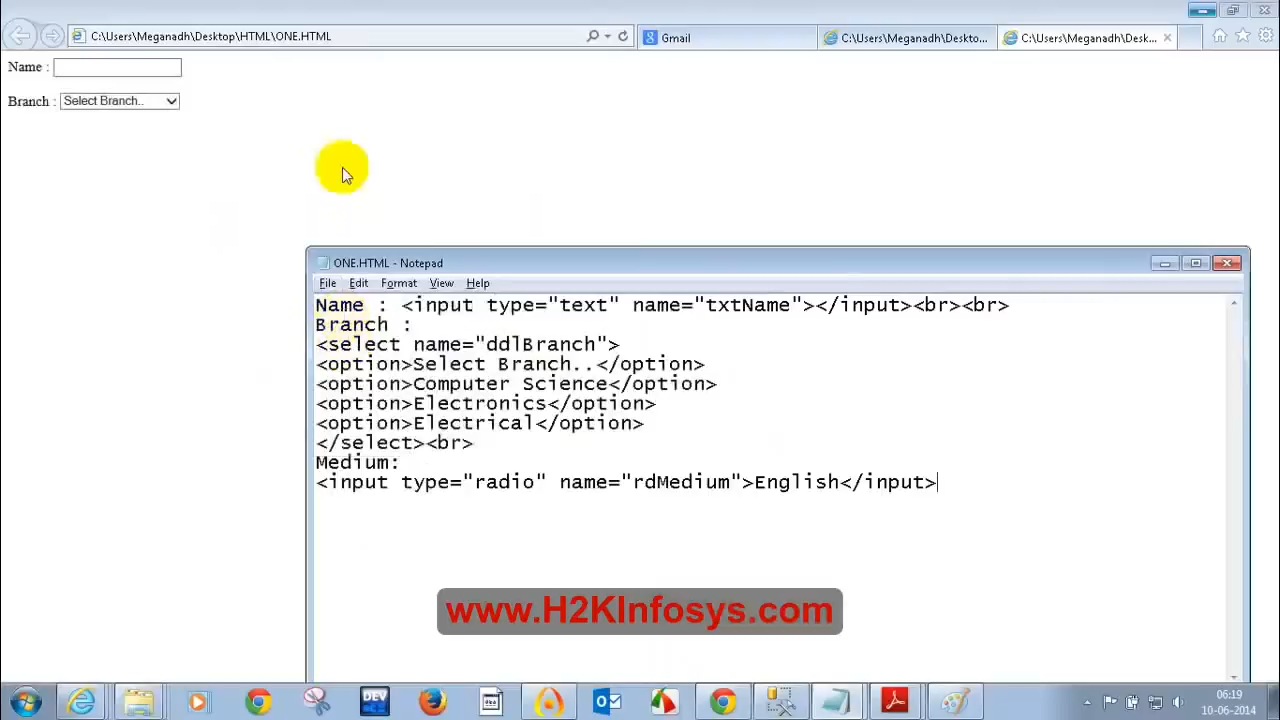 C:\Users\Meganadh\Desktop\HTML\ONE.HTML
Gmail
C:\Users\Meganadh\Deskto...
C:\Users\Meganadh\Desk...
Name :
Branch : Select Branch..
ONE.HTML - Notepad
File Edit Format View Help
Name : <input type="text" name="txtName"></input><br><br>
Branch :
<select name="ddlBranch">
<option>Select Branch..</option>
<option>Computer Science</option>
<option>Electronics</option>
<option>Electrical</option>
</select><br>
Medium:
<input type="radio" name="rdMedium">English</input>
www.H2KInfosys.com
DEV
06:19
10-06-2014